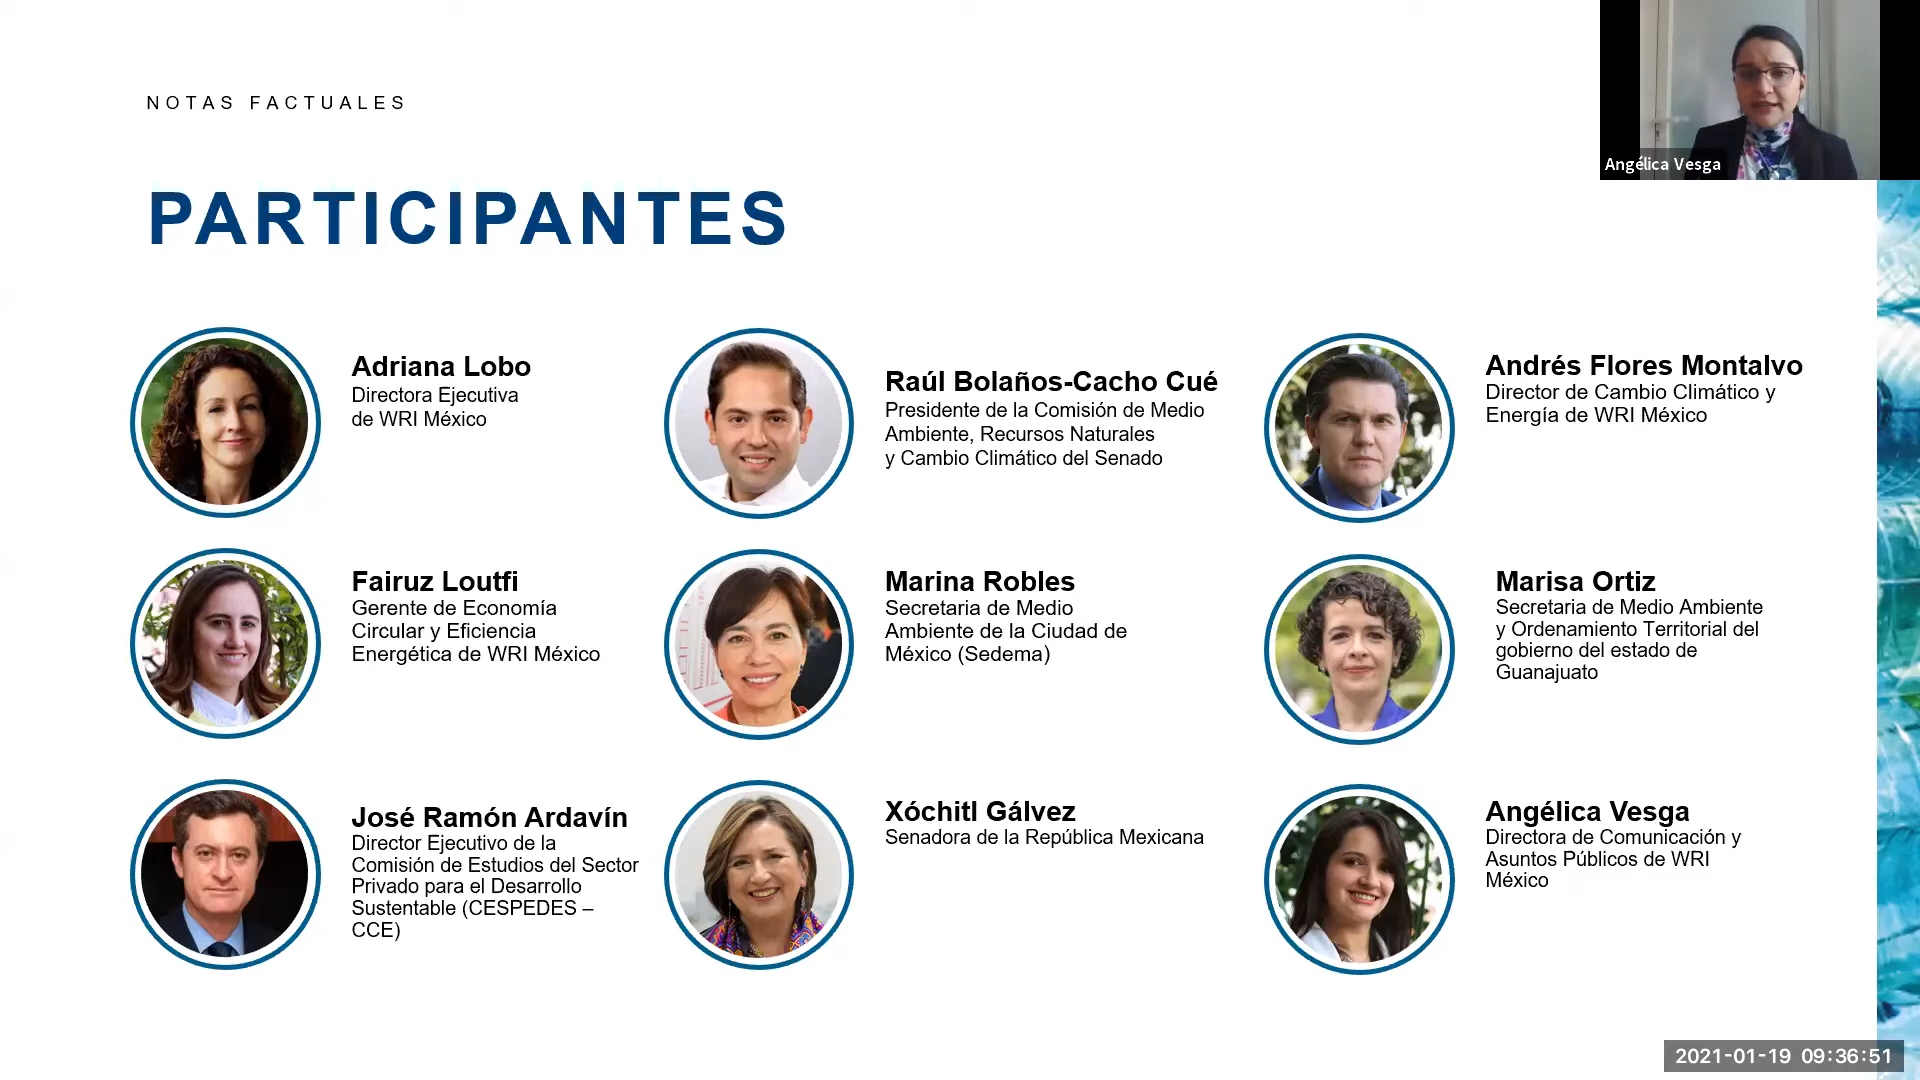 NOTAS FACTUALES
PARTICIPANTES
Angélica Vesga
Adriana Lobo
Directora Ejecutiva
de WRI México
Raúl Bolaños-Cacho Cué
Presidente de la Comisión de Medio
Ambiente, Recursos Naturales
y Cambio Climático del Senado
Andrés Flores Montalvo
Director de Cambio Climático y
Energía de WRI México
Fairuz Loutfi
Gerente de Economía
Circular y Eficiencia
Energética de WRI México
Marina Robles
Secretaria de Medio
Ambiente de la Ciudad de
México (Sedema)
Marisa Ortiz
Secretaria de Medio Ambiente
y Ordenamiento Territorial del
gobierno del estado de
Guanajuato
José Ramón Ardavín
Director Ejecutivo de la
Comisión de Estudios del Sector
Privado para el Desarrollo
Sustentable (CESPEDES –
CCE)
Xóchitl Gálvez
Senadora de la República Mexicana
Angélica Vesga
Directora de Comunicación y
Asuntos Públicos de WRI
México
2021-01-19 09:36:51